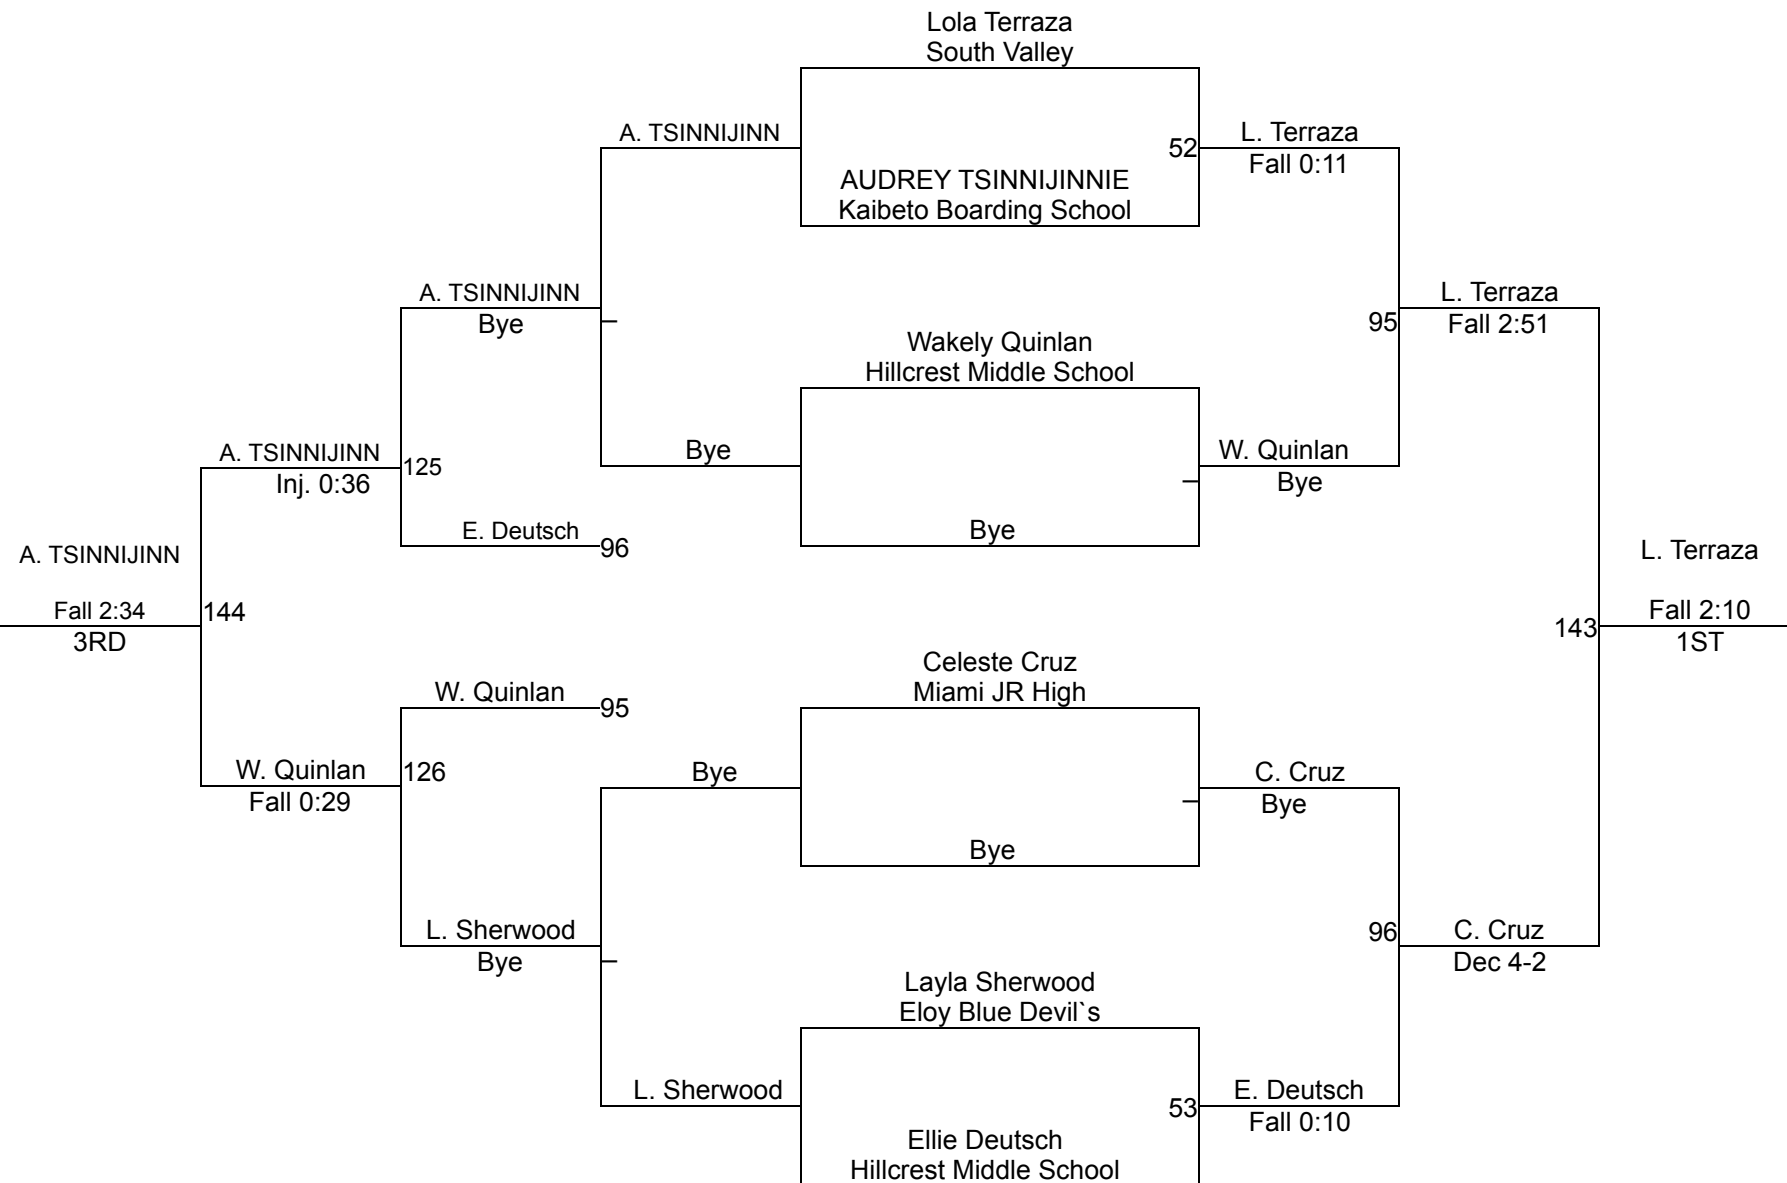 Lola Terraza
South Valley
A. TSINNIJINN
L. Terraza
52
Fall 0:11
AUDREY TSINNIJINNIE
Kaibeto Boarding School
A. TSINNIJINN
Bye
L. Terraza
95
Fall 2:51
Wakely Quinlan
Hillcrest Middle School
A. TSINNIJINN
125
Inj. 0:36
Bye
W. Quinlan
Bye
E. Deutsch
96
Bye
A. TSINNIJINN
Fall 2:34
144
3RD
L. Terraza
Fall 2:10
143
1ST
W. Quinlan
95
Celeste Cruz
Miami JR High
W. Quinlan
126
Fall 0:29
Bye
C. Cruz
Bye
Bye
L. Sherwood
Bye
96
C. Cruz
Dec 4-2
Layla Sherwood
Eloy Blue Devil`s
L. Sherwood
53
E. Deutsch
Fall 0:10
Ellie Deutsch
Hillcrest Middle School